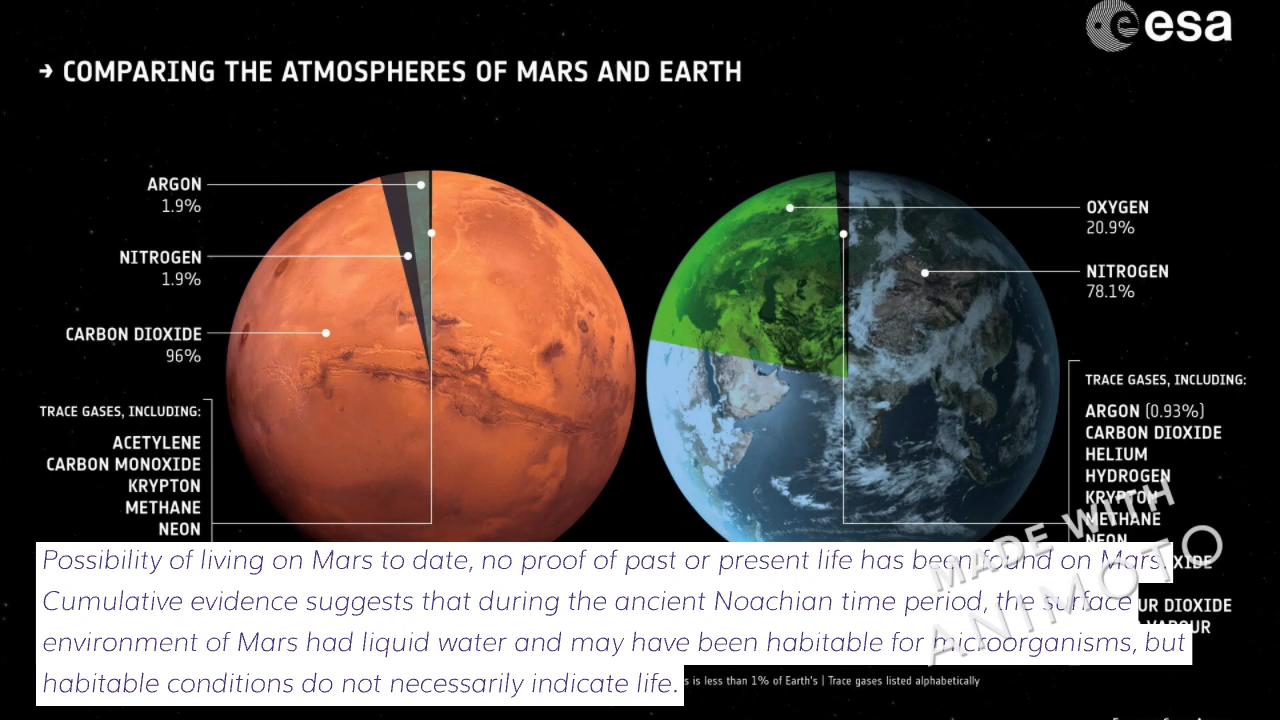 esa
→ COMPARING THE ATMOSPHERES OF MARS AND EARTH
ARGON
1.9%
NITROGEN
1.9%
CARBON DIOXIDE
96%
TRACE GASES, INCLUDING:
ACETYLENE
CARBON MONOXIDE
KRYPTON
METHANE
NEON
OXYGEN
20.9%
NITROGEN
78.1%
TRACE GASES, INCLUDING:
ARGON (0.93%)
CARBON DIOXIDE
HELIUM
HYDROGEN
KRYPTON
METHANE
NEON
Possibility of living on Mars to date, no proof of past or present life has been found on Mars.
Cumulative evidence suggests that during the ancient Noachian time period, the surface
environment of Mars had liquid water and may have been habitable for microorganisms, but
habitable conditions do not necessarily indicate life.
DIOXIDE
is less than 1% of Earth's | Trace gases listed alphabetically
MADE WITH
ANIMOTO